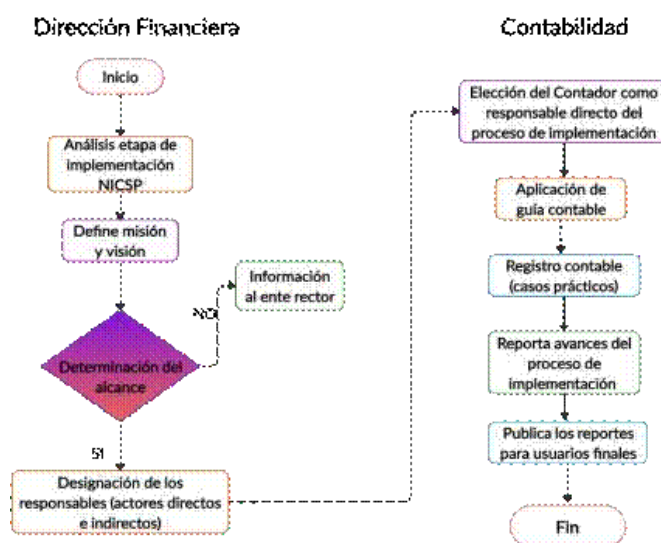 Dirección Financiera
Inicio
Análisis etapa de
implementación
NICSP
Define misión
y visión
Determinación del
alcance
NO
Información
al ente rector
SI
Designación de los
responsables (actores directos
e indirectos)
Contabilidad
Elección del Contador como
responsable directo del
proceso de implementación
Aplicación de
guía contable
Registro contable
(casos prácticos)
Reporta avances del
proceso de
implementación
Publica los reportes
para usuarios finales
Fin